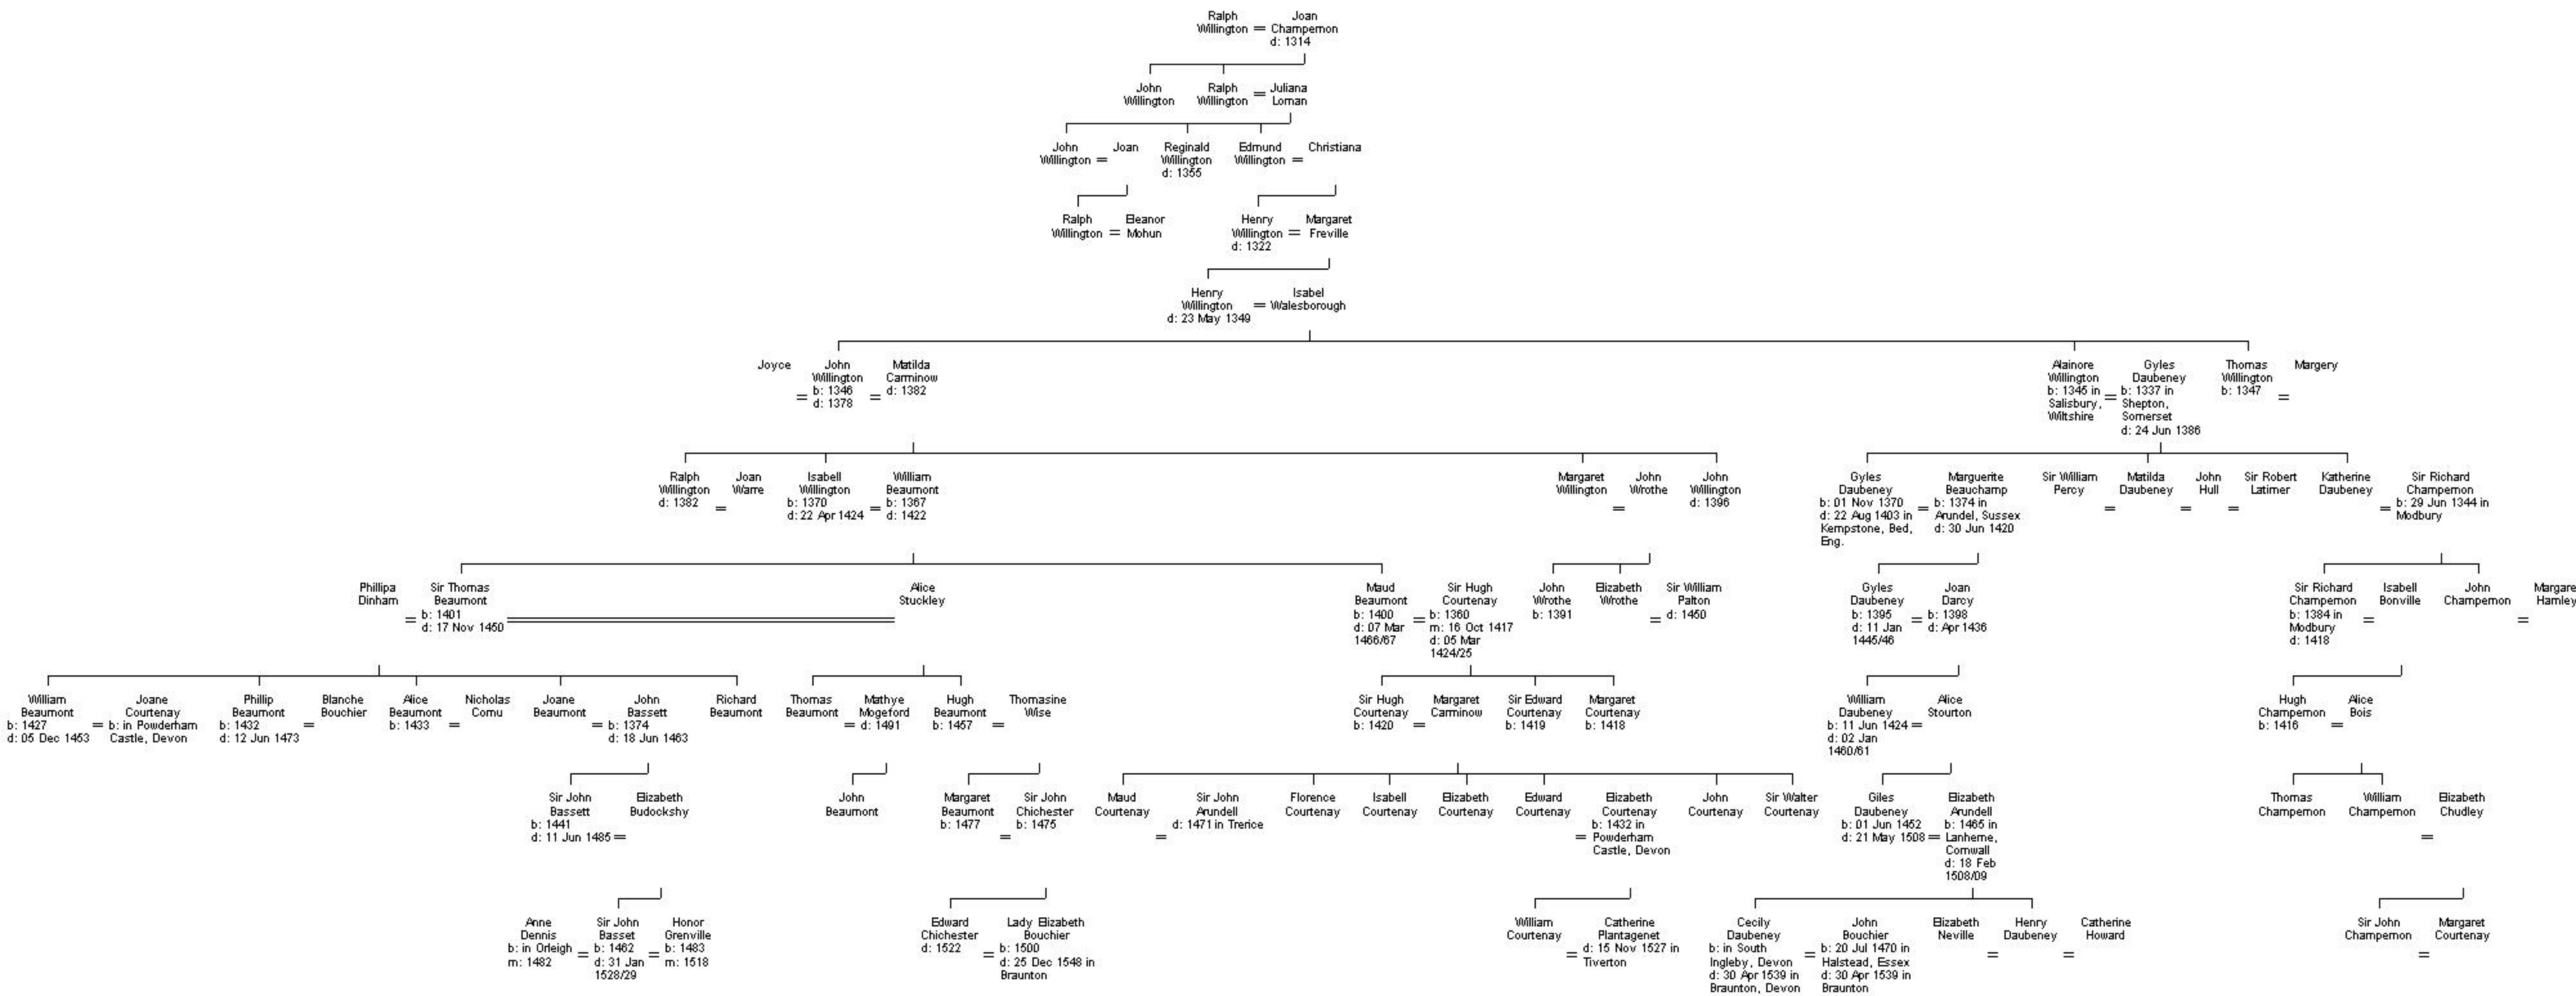 Ralph
Willington = Joan
Champernon
d: 1314
John
Willington
Ralph
Willington = Juliana
Loman
John
Willington = Joan
Reginald
Willington
d: 1355
Edmund
Willington = Christiana
Ralph
Willington = Eleanor
Mohun
Henry
Willington =
d: 1322
Margaret
Freville
Henry
Willington =
d: 23 May 1349
Isabel
Walesborough
Joyce
=
John
Willington
b: 1346
d: 1378
=
Matilda
Carminow
d: 1382
Alainore
Willington
b: 1345 in
Salisbury,
Wiltshire
=
Gyles
Daubeney
b: 1337 in
Shepton,
Somerset
d: 24 Jun 1386
Thomas
Willington
b: 1347
=
Margery
Ralph
Willington
d: 1382
=
Joan
Warre
Isabell
Willington
b: 1370
d: 22 Apr 1424
=
William
Beaumont
b: 1367
d: 1422
Margaret
Willington
=
John
Wrothe
John
Willington
d: 1396
Gyles
Daubeney
b: 01 Nov 1370
d: 22 Aug 1403 in
Kempstone, Bed,
Eng.
=
Marguerite
Beauchamp
b: 1374 in
Arundel, Sussex
d: 30 Jun 1420
Sir William
Percy
=
Matilda
Daubeney
=
John
Hull
=
Sir Robert
Latimer
Katherine
Daubeney
=
Sir Richard
Champernon
b: 29 Jun 1344 in
Modbury
Phillipa
Dinham
=
Sir Thomas
Beaumont
b: 1401
d: 17 Nov 1450
Alice
Stuckley
Maud
Beaumont
b: 1400
d: 07 Mar
1466/67
=
Sir Hugh
Courtenay
b: 1360
m: 16 Oct 1417
d: 05 Mar
1424/25
John
Wrothe
b: 1391
Elizabeth
Wrothe
=
Sir William
Palton
d: 1450
Gyles
Daubeney
b: 1395
d: 11 Jan
1445/46
=
Joan
Darcy
b: 1398
d: Apr 1436
Sir Richard
Champernon
b: 1384 in
Modbury
d: 1418
=
Isabell
Bonville
John
Champernon
=
Margare
Hamley
William
Beaumont
b: 1427
d: 05 Dec 1453
=
Joane
Courtenay
b: in Powderham
Castle, Devon
Phillip
Beaumont
b: 1432
d: 12 Jun 1473
=
Blanche
Bouchier
Alice
Beaumont
b: 1433
=
Nicholas
Cornu
Joane
Beaumont
=
John
Bassett
b: 1374
d: 18 Jun 1463
Richard
Beaumont
Thomas
Beaumont
=
Mathye
Mogeford
d: 1491
Hugh
Beaumont
b: 1457
=
Thomasine
Wise
Sir Hugh
Courtenay
b: 1420
=
Margaret
Carminow
Sir Edward
Courtenay
b: 1419
Margaret
Courtenay
b: 1418
William
Daubeney
b: 11 Jun 1424
d: 02 Jan
1460/61
=
Alice
Stourton
Hugh
Champernon
b: 1416
=
Alice
Bois
Sir John
Bassett
b: 1441
d: 11 Jun 1485
=
Elizabeth
Budockshy
John
Beaumont
Margaret
Beaumont
b: 1477
=
Sir John
Chichester
b: 1475
Maud
Courtenay
=
Sir John
Arundell
d: 1471 in Trerice
Florence
Courtenay
Isabell
Courtenay
Elizabeth
Courtenay
Edward
Courtenay
=
Elizabeth
Courtenay
b: 1432 in
Powderham
Castle, Devon
John
Courtenay
Sir Walter
Courtenay
Giles
Daubeney
b: 01 Jun 1452
d: 21 May 1508
=
Elizabeth
Arundell
b: 1465 in
Lanherne,
Cornwall
d: 18 Feb
1508/09
Thomas
Champernon
William
Champernon
=
Elizabeth
Chudley
Anne
Dennis
b: in Orleigh
m: 1482
=
Sir John
Basset
b: 1462
d: 31 Jan
1528/29
=
Honor
Grenville
b: 1483
m: 1518
Edward
Chichester
d: 1522
=
Lady Elizabeth
Bouchier
b: 1500
d: 25 Dec 1548 in
Braunton
William
Courtenay
=
Catherine
Plantagenet
d: 15 Nov 1527 in
Tiverton
Cecily
Daubeney
b: in South
Ingleby, Devon
d: 30 Apr 1539 in
Braunton, Devon
=
John
Bouchier
b: 20 Jul 1470 in
Halstead, Essex
d: 30 Apr 1539 in
Braunton
Elizabeth
Neville
=
Henry
Daubeney
=
Catherine
Howard
Sir John
Champernon
=
Margaret
Courtenay